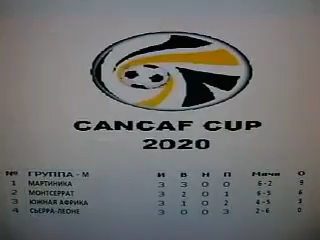 CANCAF CUP
2020
№ ГРУППА - М И В Н П Мячи О
1 МАРТИНИКА 3 3 0 0 6 - 2 9
2 МОНТСЕРРАТ 3 2 0 1 6 - 5 6
3 ЮЖНАЯ АФРИКА 3 1 0 2 4 - 5 3
4 СЬЕРРА-ЛЕОНЕ 3 0 0 3 2 - 6 0